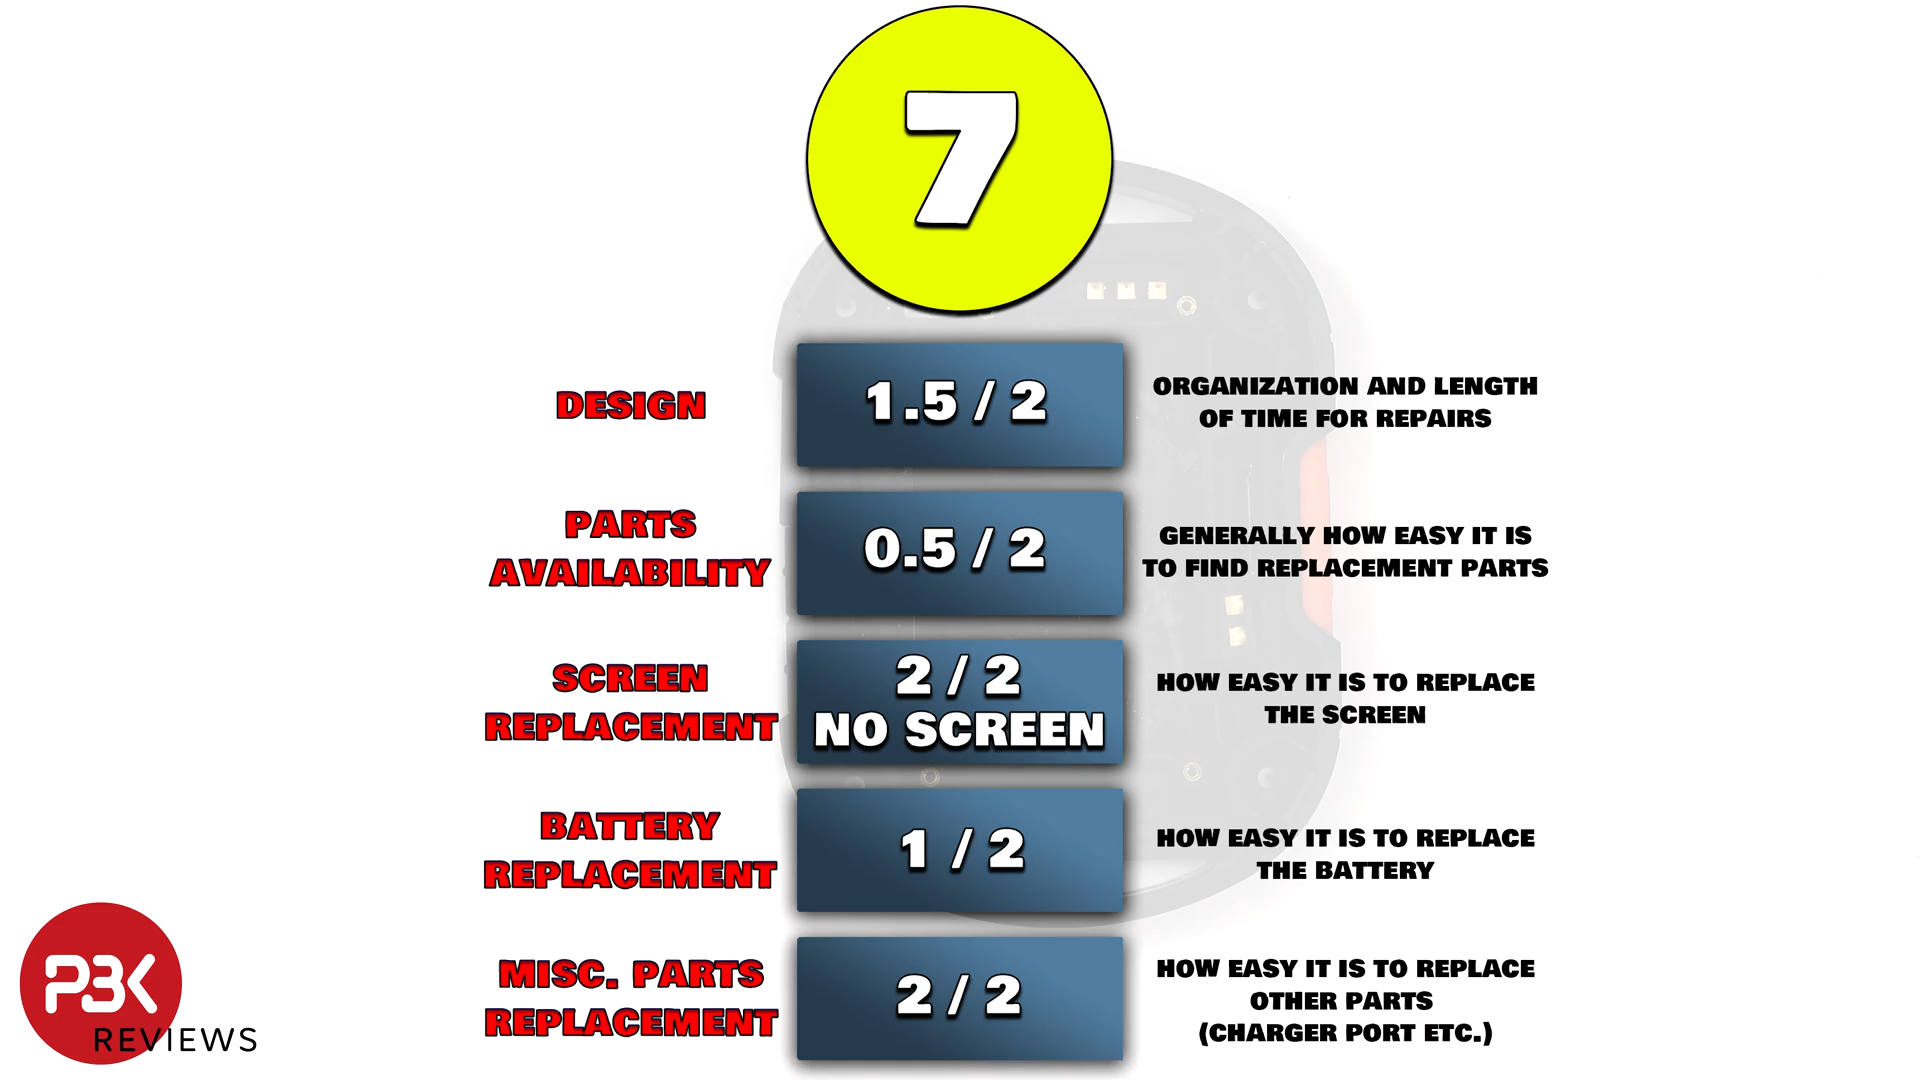 7
DESIGN
1.5 / 2
ORGANIZATION AND LENGTH
OF TIME FOR REPAIRS
PARTS
AVAILABILITY
0.5 / 2
GENERALLY HOW EASY IT IS
TO FIND REPLACEMENT PARTS
SCREEN
REPLACEMENT
2 / 2
NO SCREEN
HOW EASY IT IS TO REPLACE
THE SCREEN
BATTERY
REPLACEMENT
1 / 2
HOW EASY IT IS TO REPLACE
THE BATTERY
MISC. PARTS
REPLACEMENT
2 / 2
HOW EASY IT IS TO REPLACE
OTHER PARTS
(CHARGER PORT ETC.)
PBK
REVIEWS